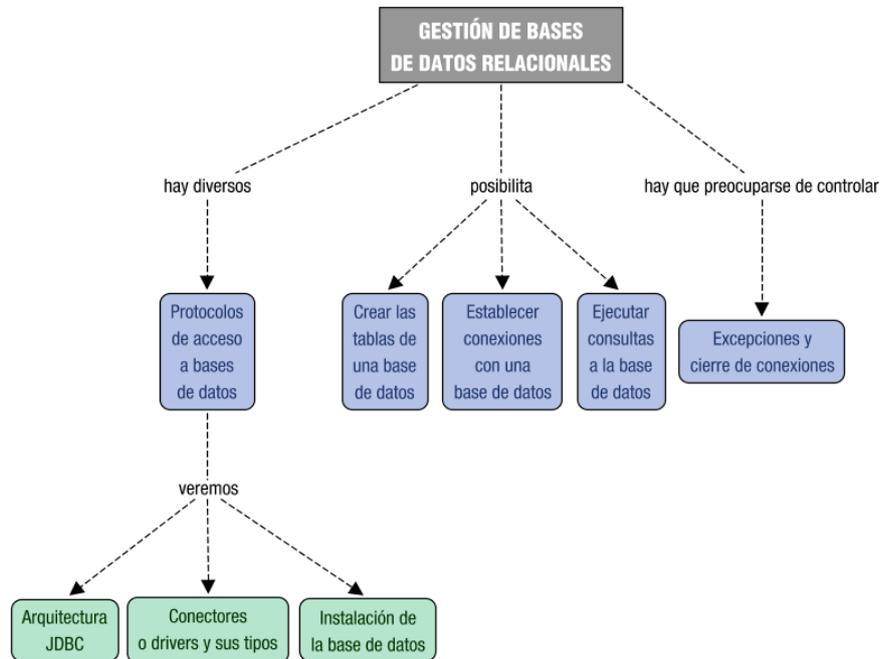 GESTIÓN DE BASES
DE DATOS RELACIONALES
hay diversos
posibilita
hay que preocuparse de controlar
Protocolos
de acceso
a bases
de datos
Crear las
tablas de
una base
de datos
Establecer
conexiones
con una
base de datos
Ejecutar
consultas
a la base
de datos
Excepciones y
cierre de conexiones
veremos
Arquitectura
JDBC
Conectores
o drivers y sus tipos
Instalación de
la base de datos